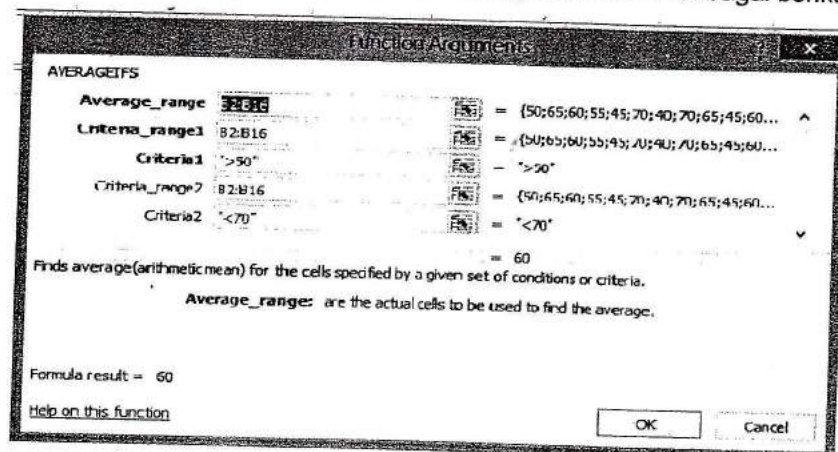 Function Arguments ? ×
AVERAGEIFS
Average_range B2:B16 = {50;65;60;55;45;70;40;70;65;45;60...
Criteria_range1 B2:B16 = {50;65;60;55;45;70;40;70;65;45;60...
Criteria1 ">50" = ">50"
Criteria_range2 B2:B16 = {50;65;60;55;45;70;40;70;65;45;60...
Criteria2 "<70" = "<70"
= 60
Finds average(arithmetic mean) for the cells specified by a given set of conditions or criteria.
Average_range: are the actual cells to be used to find the average.
Formula result = 60
Help on this function
OK Cancel